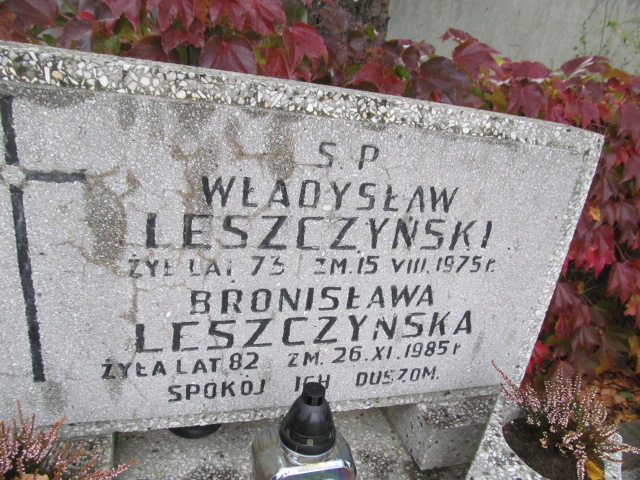 S. P.
WŁADYSŁAW
LESZCZYŃSKI
ŻYŁ LAT 73 ZM. 15 VIII. 1975 r.
BRONISŁAWA
LESZCZYŃSKA
ŻYŁA LAT 82 ZM. 26. XI. 1985 r
SPOKÓJ ICH DUSZOM.